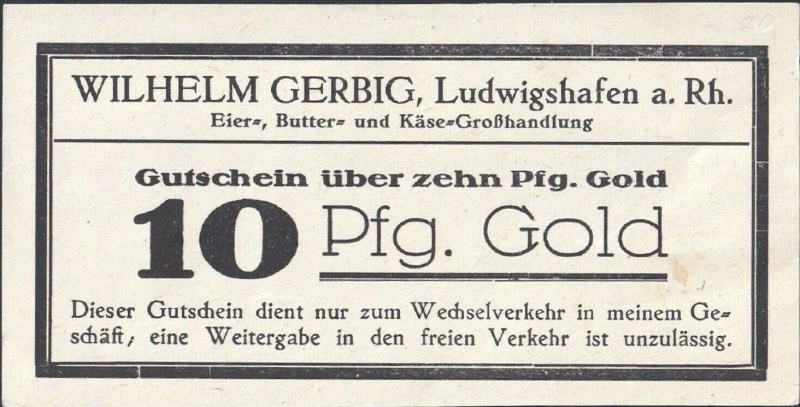 WILHELM GERBIG, Ludwigshafen a. Rh.
Eier-, Butter- und Käse-Großhandlung
Gutschein über zehn Pfg. Gold
10 Pfg. Gold
Dieser Gutschein dient nur zum Wechselverkehr in meinem Ge-
schäft, eine Weitergabe in den freien Verkehr ist unzulässig.
20